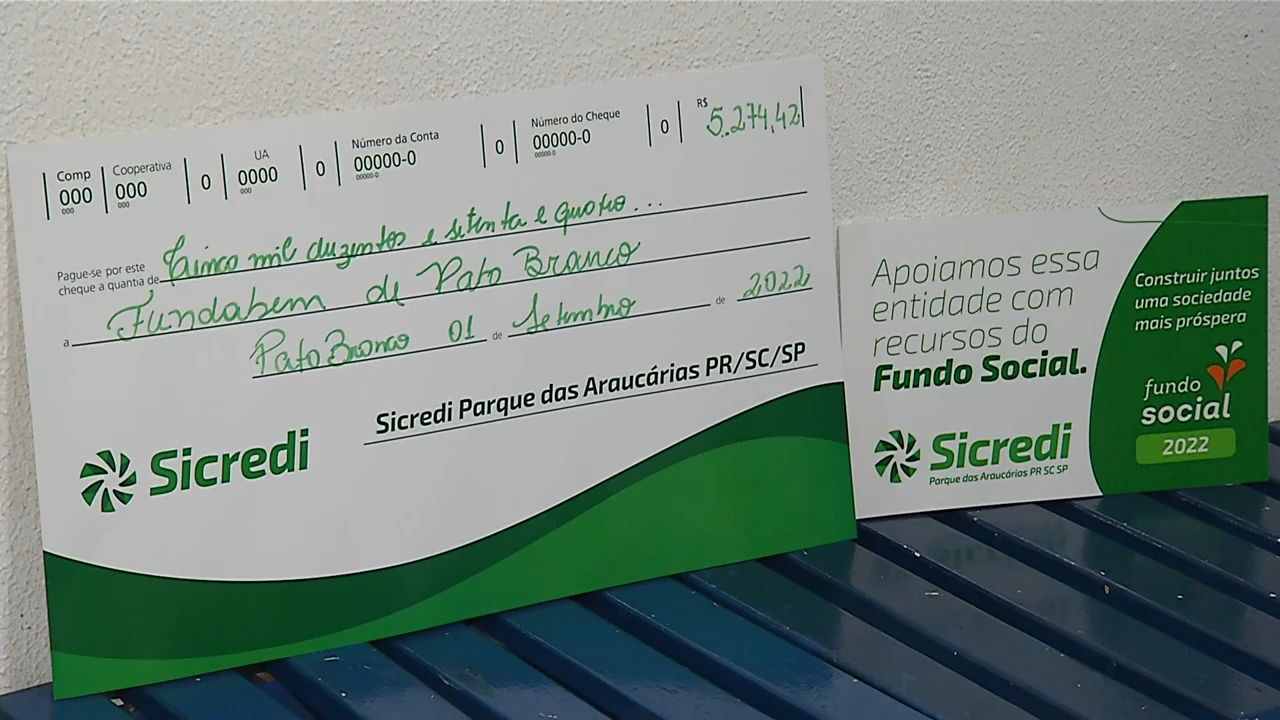 Comp
000
000
Cooperativa
000
000
0
UA
0000
000
0
Número da Conta
00000-0
00000-0
0
Número do Cheque
00000-0
00000-0
0
R$ 5.274,42
Pague-se por este
cheque a quantia de Cinco mil duzentos e setenta e quatro...
a Fundabem de Pato Branco
Pato Branco 01 de Setembro de 2022
Sicredi Parque das Araucárias PR/SC/SP
Sicredi
Apoiamos essa
entidade com
recursos do
Fundo Social.
Sicredi
Parque das Araucárias PR SC SP
Construir juntos
uma sociedade
mais próspera
fundo
social
2022